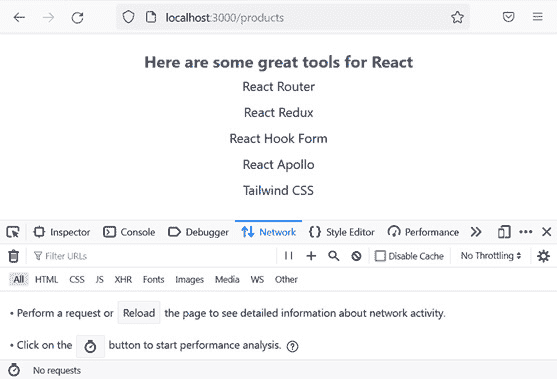 localhost:3000/products
Here are some great tools for React
React Router
React Redux
React Hook Form
React Apollo
Tailwind CSS
Inspector Console Debugger Network Style Editor Performance
Filter URLs Disable Cache No Throttling
All HTML CSS JS XHR Fonts Images Media WS Other
• Perform a request or Reload the page to see detailed information about network activity.
• Click on the button to start performance analysis.
No requests